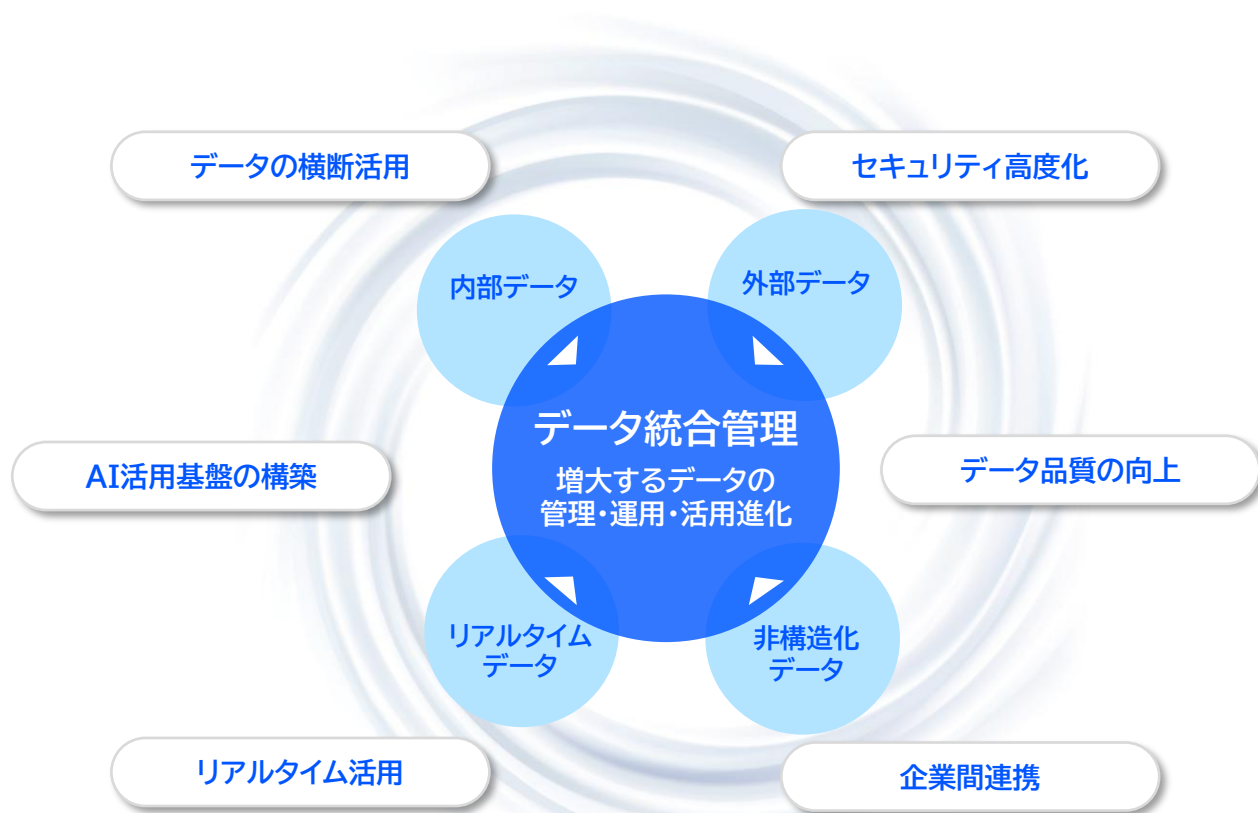 データの横断活用
セキュリティ高度化
内部データ
外部データ
データ統合管理
増大するデータの
管理・運用・活用進化
AI活用基盤の構築
データ品質の向上
リアルタイム
データ
非構造化
データ
リアルタイム活用
企業間連携